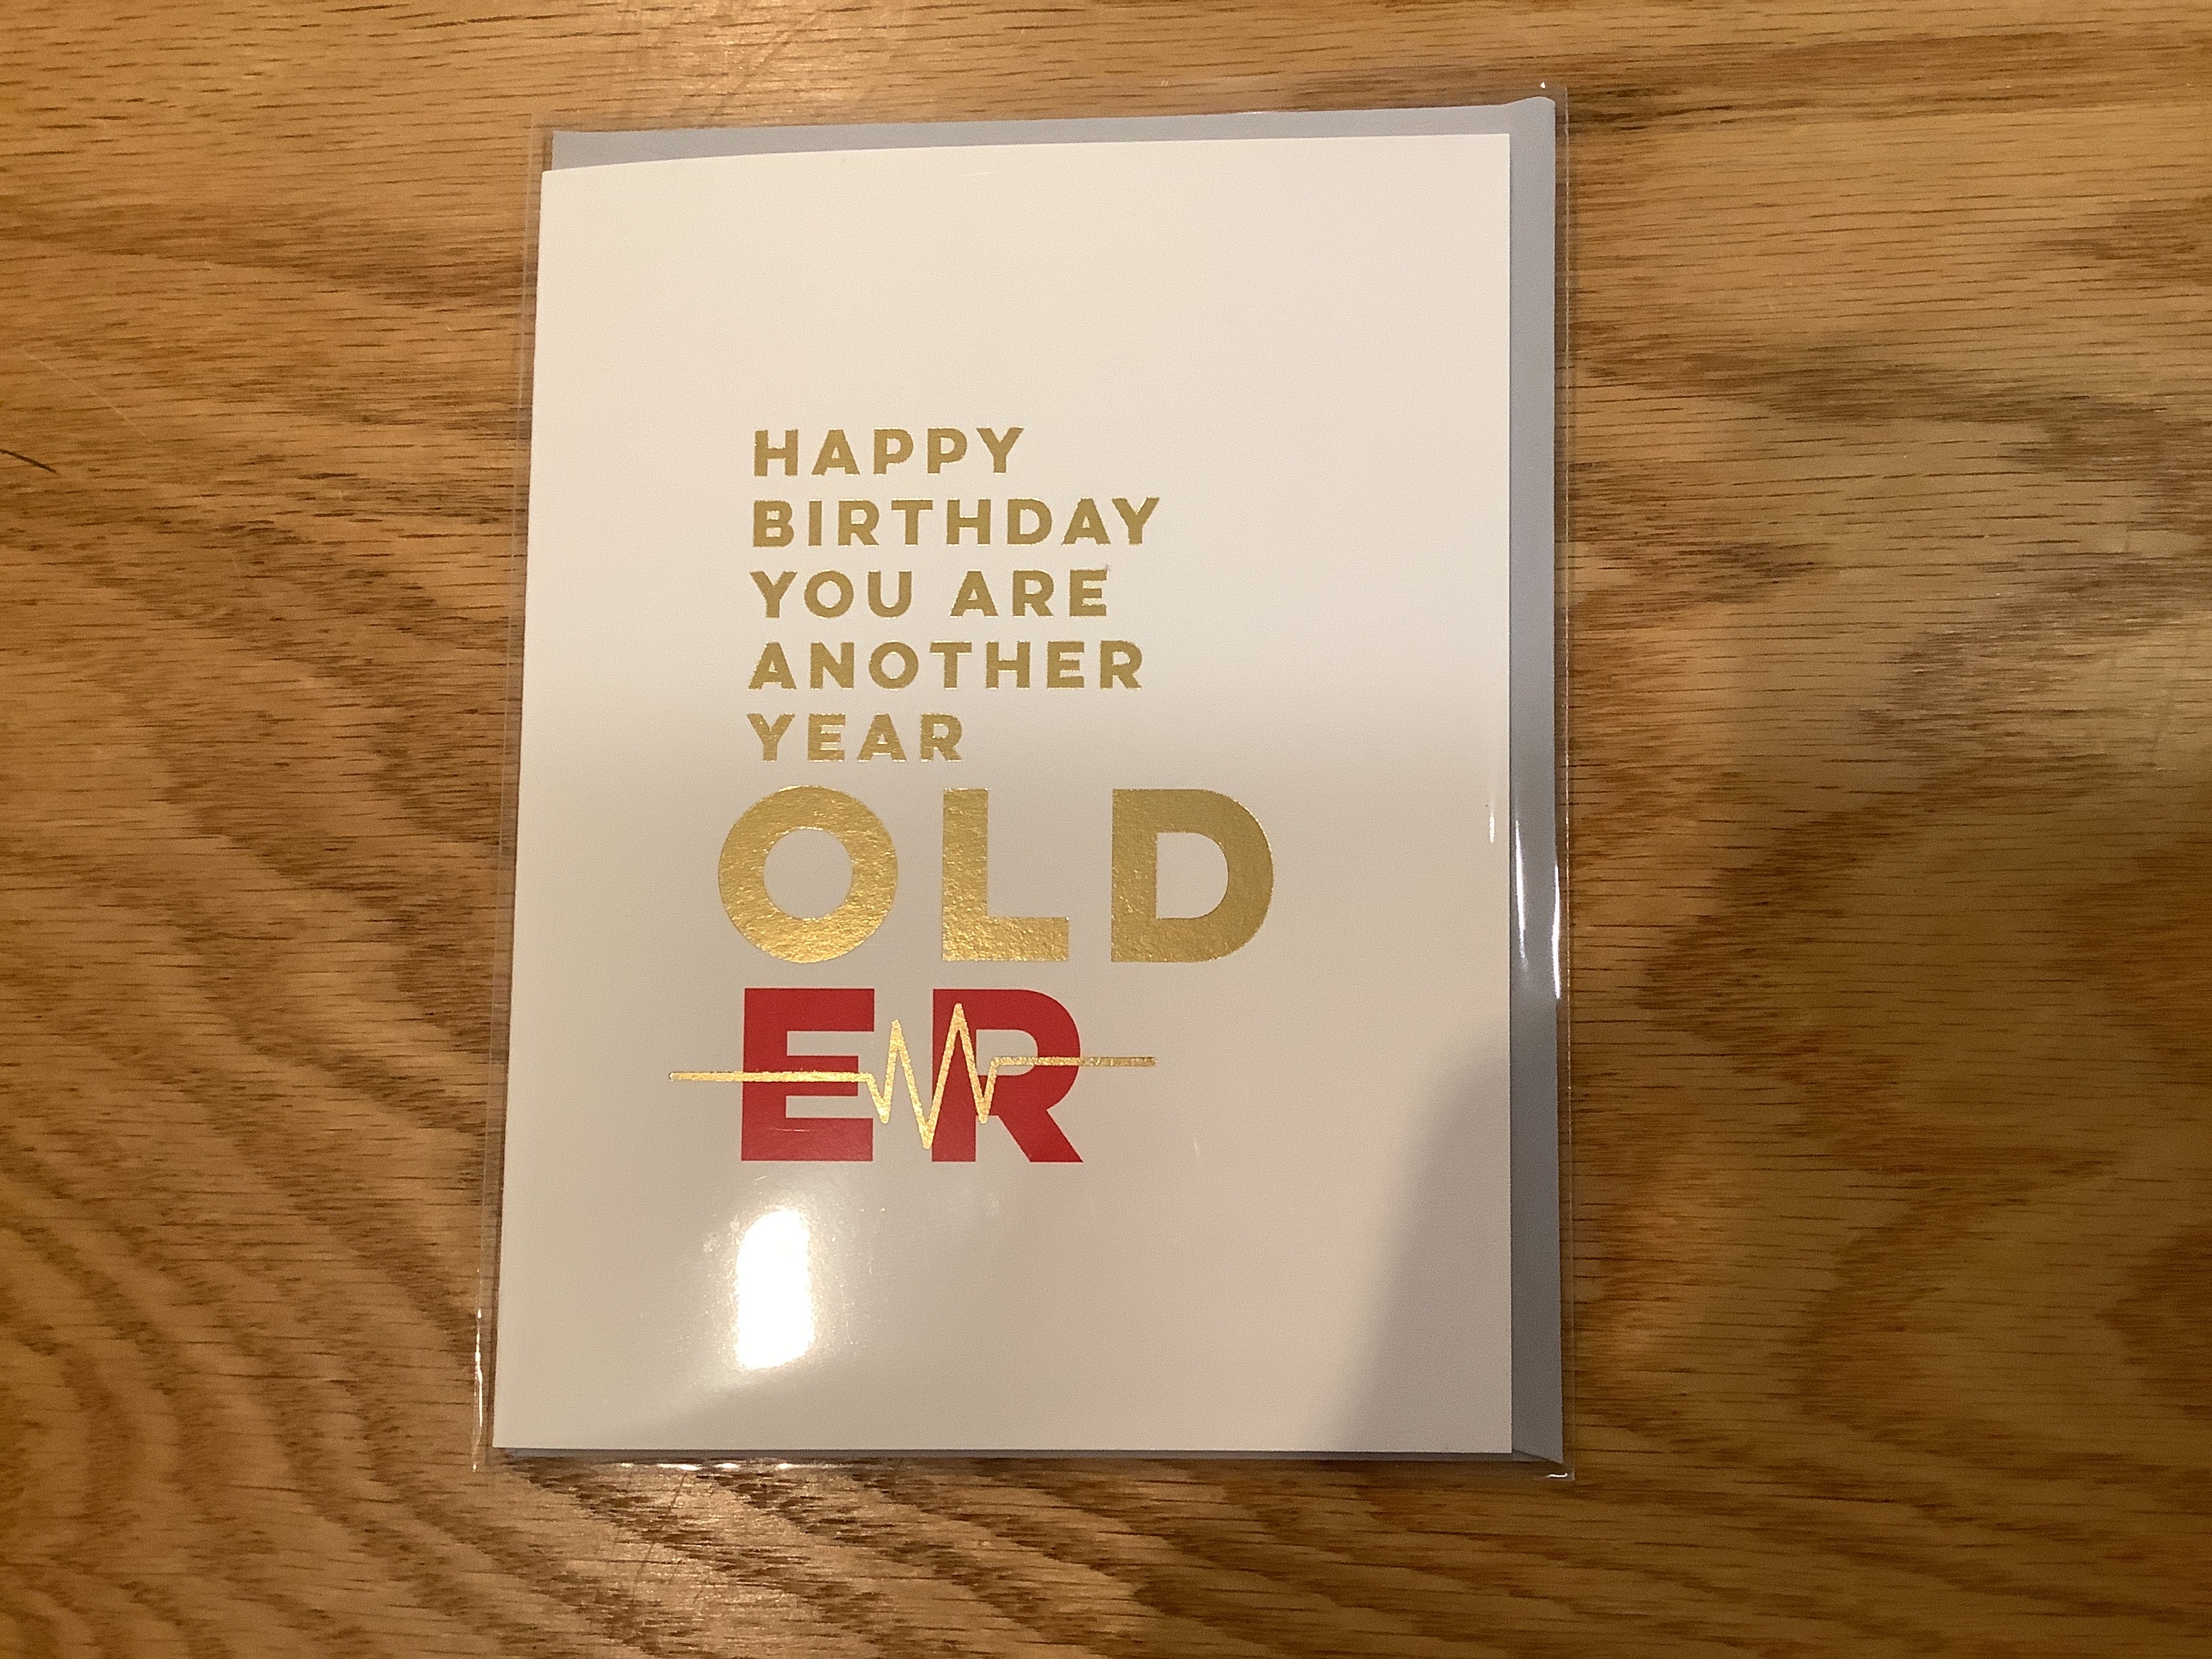 HAPPY
BIRTHDAY
YOU ARE
ANOTHER
YEAR
OLD
ER